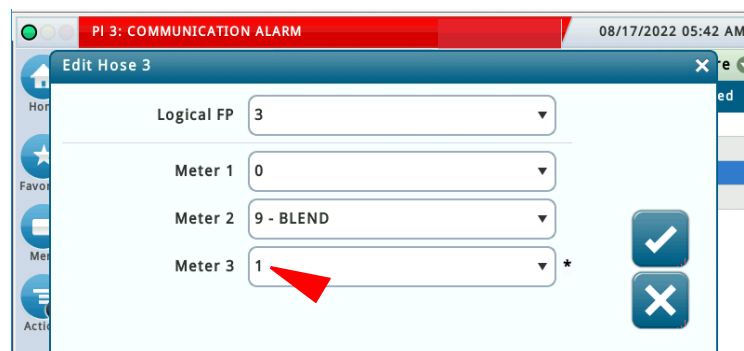 Pl 3: COMMUNICATION ALARM
08/17/2022 05:42 AM
Edit Hose 3
Logical FP 3
Meter 1 0
Meter 2 9 - BLEND
Meter 3 1 *